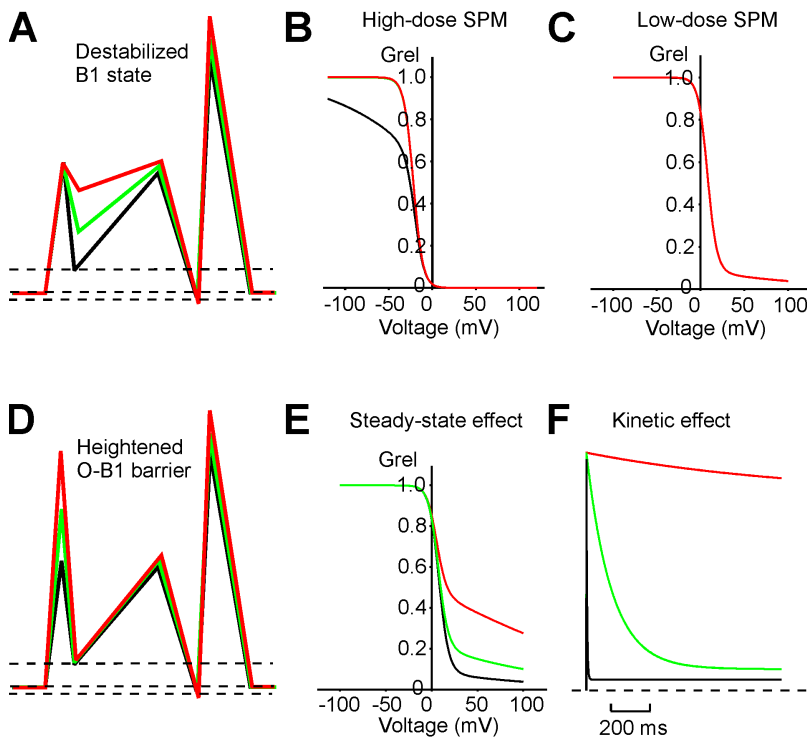 A
Destabilized
B1 state
B
High-dose SPM
Grel
1.0
0.8
0.6
0.4
0.2
0
-100 -50 0 50 100
Voltage (mV)
C
Low-dose SPM
Grel
1.0
0.8
0.6
0.4
0.2
0
-100 -50 0 50 100
Voltage (mV)
D
Heightened
O-B1 barrier
E
Steady-state effect
Grel
1.0
0.8
0.6
0.4
0.2
0
-100 -50 0 50 100
Voltage (mV)
F
Kinetic effect
200 ms